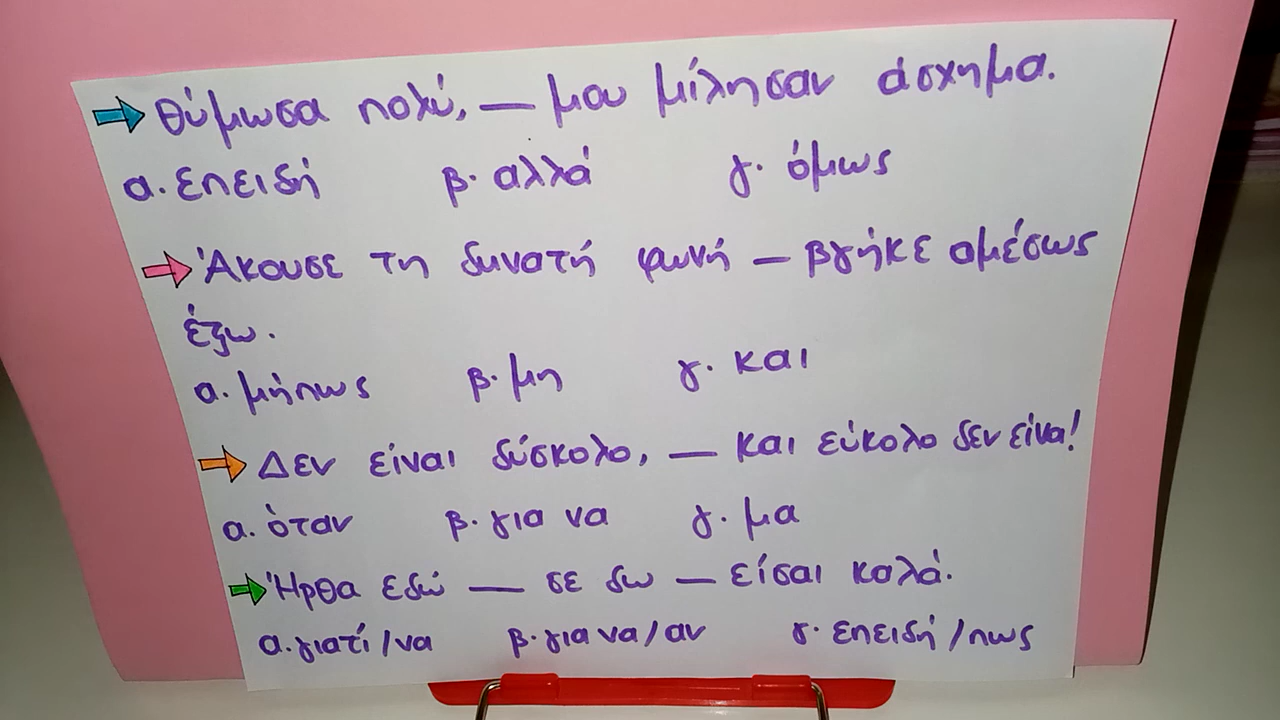 Θύμωσα πολύ, — μου μίλησαν άσχημα.
α. επειδή β. αλλά γ. όμως
Άκουσε τη δυνατή φωνή — βγήκε αμέσως
έξω.
α. μήπως β. μη γ. και
Δεν είναι δύσκολο, — και εύκολο δεν είναι!
α. όταν β. για να γ. μα
Ήρθα εδώ — σε δω — είσαι καλά.
α. γιατί/να β. για να/αν γ. επειδή/πως